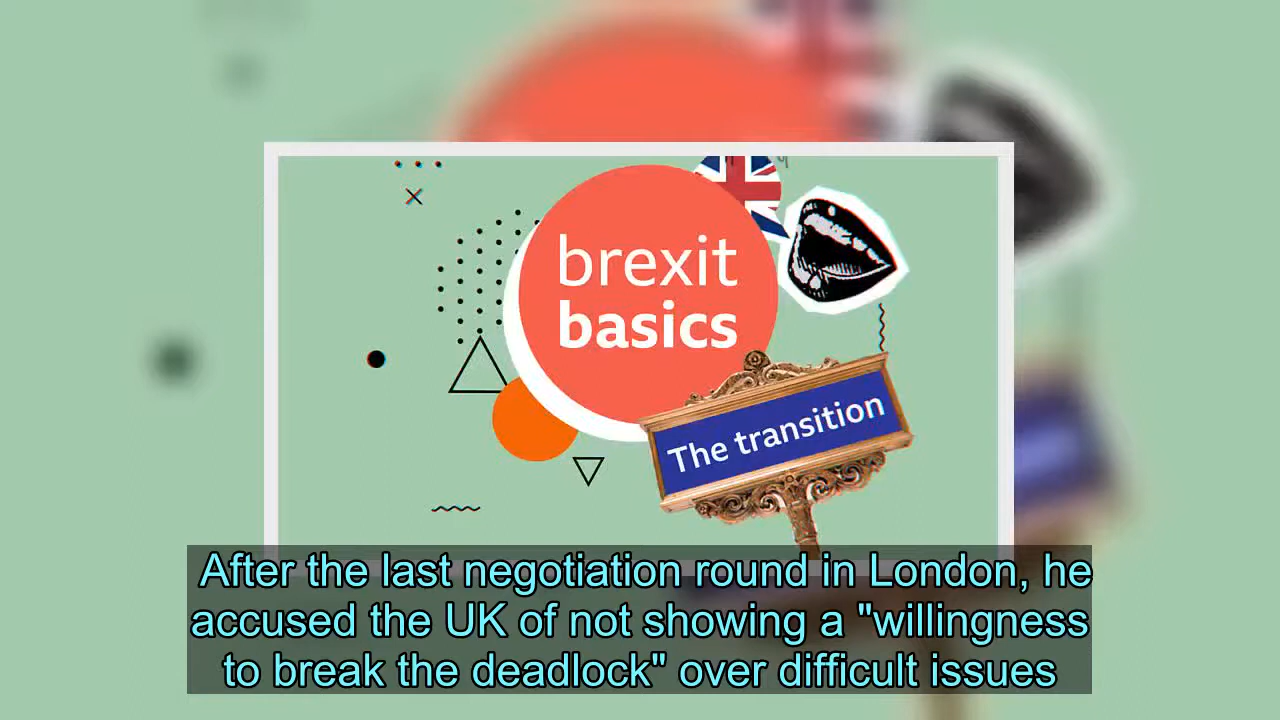 brexit
basics
The transition
After the last negotiation round in London, he
accused the UK of not showing a "willingness
to break the deadlock" over difficult issues